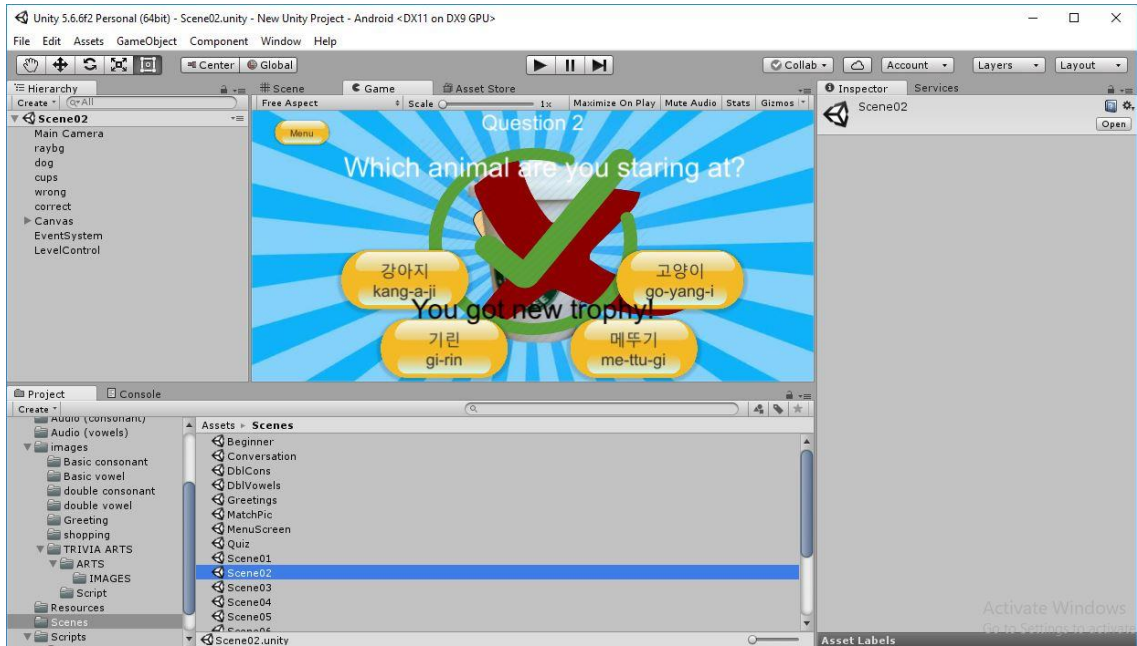 Unity 5.6.6f2 Personal (64bit) - Scene02.unity - New Unity Project - Android <DX11 on DX9 GPU>
File Edit Assets GameObject Component Window Help
Center Global Collab Account Layers Layout
Hierarchy
Create All
Scene02
Main Camera
raybg
dog
cups
wrong
correct
Canvas
EventSystem
LevelControl
Scene Game Asset Store
Free Aspect Scale 1x Maximize On Play Mute Audio Stats Gizmos
Menu
Question 2
Which animal are you staring at?
강아지
kang-a-ji
고양이
go-yang-i
You got new trophy!
기린
gi-rin
메뚜기
me-ttu-gi
Inspector Services
Scene02
Open
Project Console
Create
Audio (consonant)
Audio (vowels)
images
Basic consonant
Basic vowel
double consonant
double vowel
Greeting
shopping
TRIVIA ARTS
ARTS
IMAGES
Script
Resources
Scenes
Scripts
Assets Scenes
Beginner
Conversation
DblCons
DblVowels
Greetings
MatchPic
MenuScreen
Quiz
Scene01
Scene02
Scene03
Scene04
Scene05
Scene02.unity
Activate Windows
Go to Settings to activate
Asset Labels